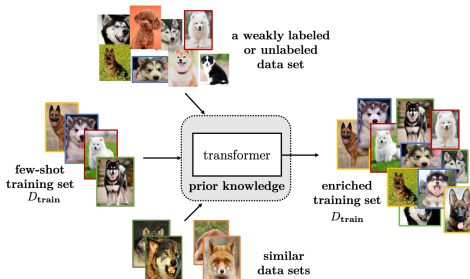 a weakly labeled
or unlabeled
data set
few-shot
training set
D_train
transformer
prior knowledge
enriched
training set
D_train
similar
data sets